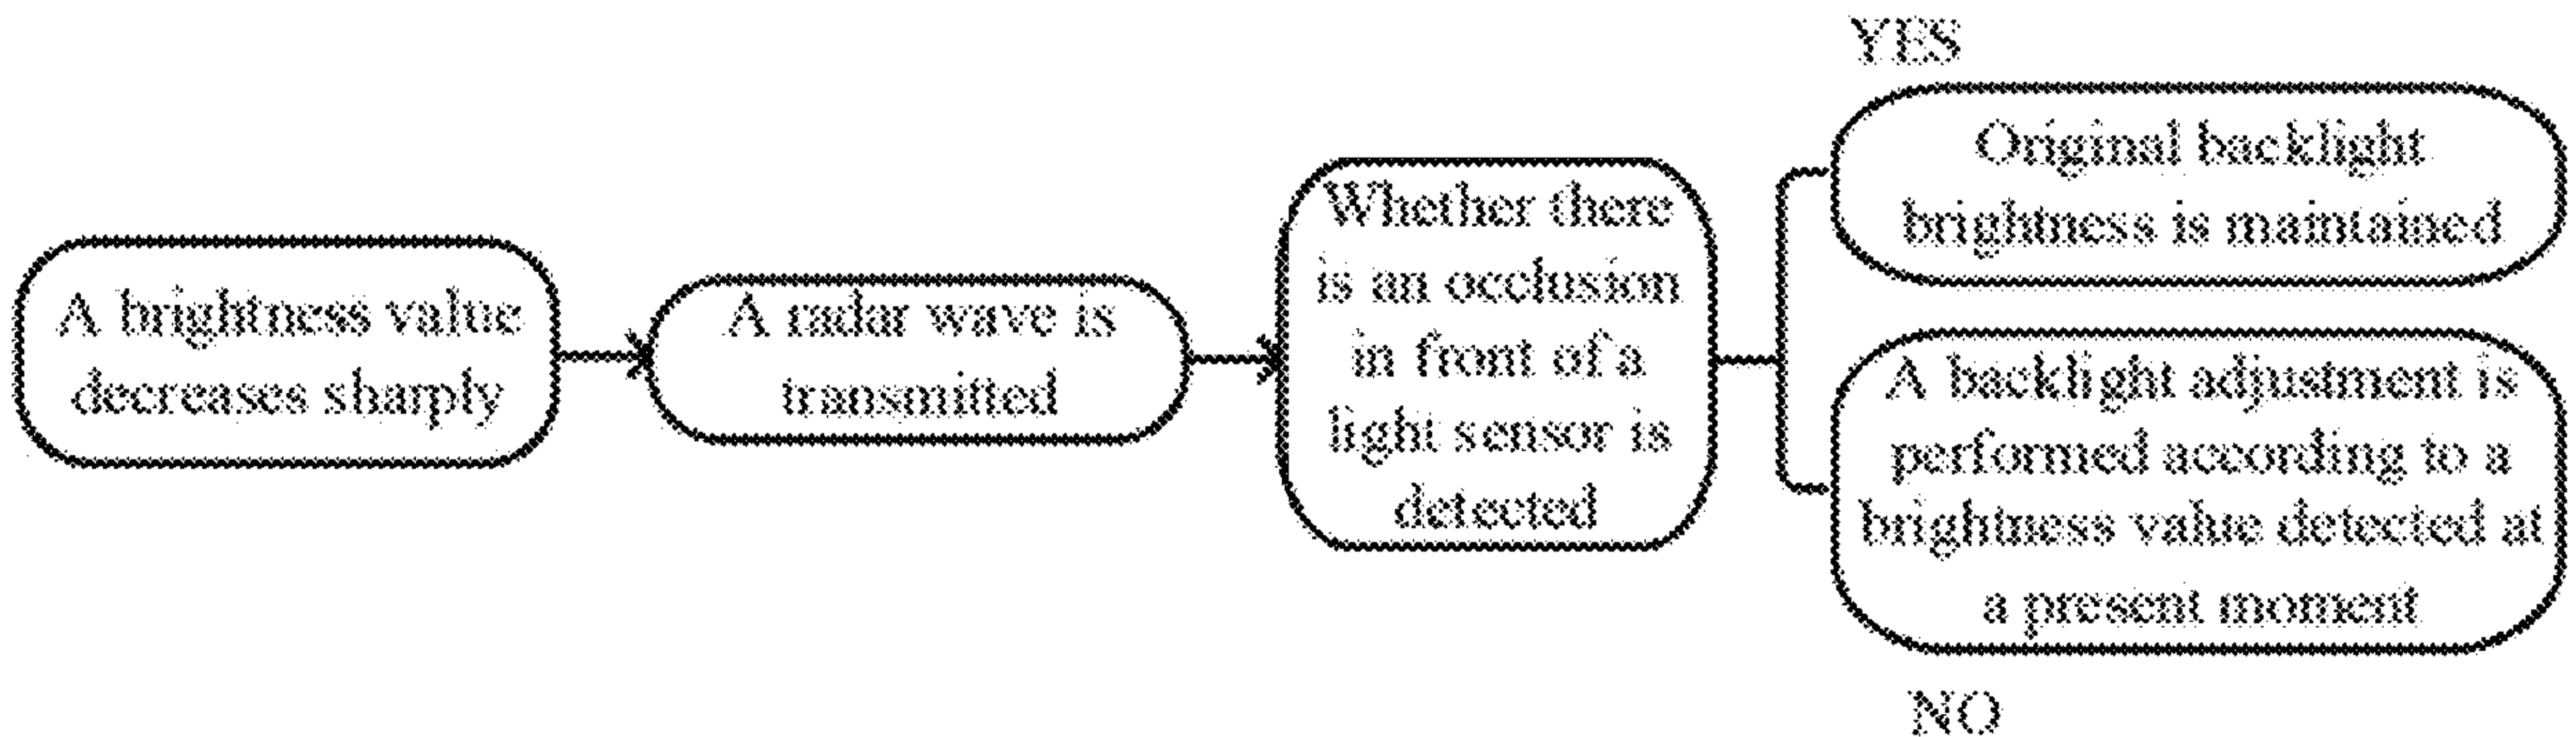 A brightness value
decreases sharply
A radar wave is
transmitted
Whether there
is an occlusion
in front of a
light sensor is
detected
YES
Original backlight
brightness is maintained
A backlight adjustment is
performed according to a
brightness value detected at
a present moment
NO